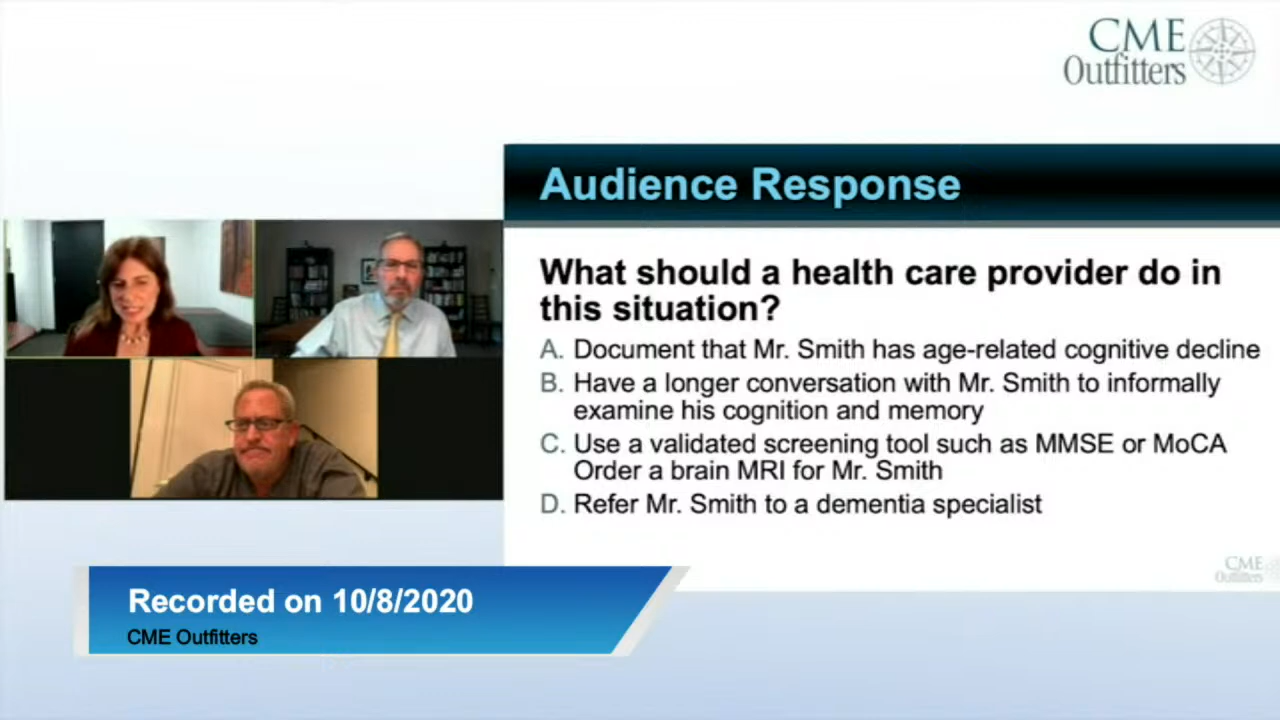 CME
Outfitters
Audience Response
What should a health care provider do in
this situation?
A. Document that Mr. Smith has age-related cognitive decline
B. Have a longer conversation with Mr. Smith to informally
examine his cognition and memory
C. Use a validated screening tool such as MMSE or MoCA
Order a brain MRI for Mr. Smith
D. Refer Mr. Smith to a dementia specialist
CME
Outfitters
Recorded on 10/8/2020
CME Outfitters